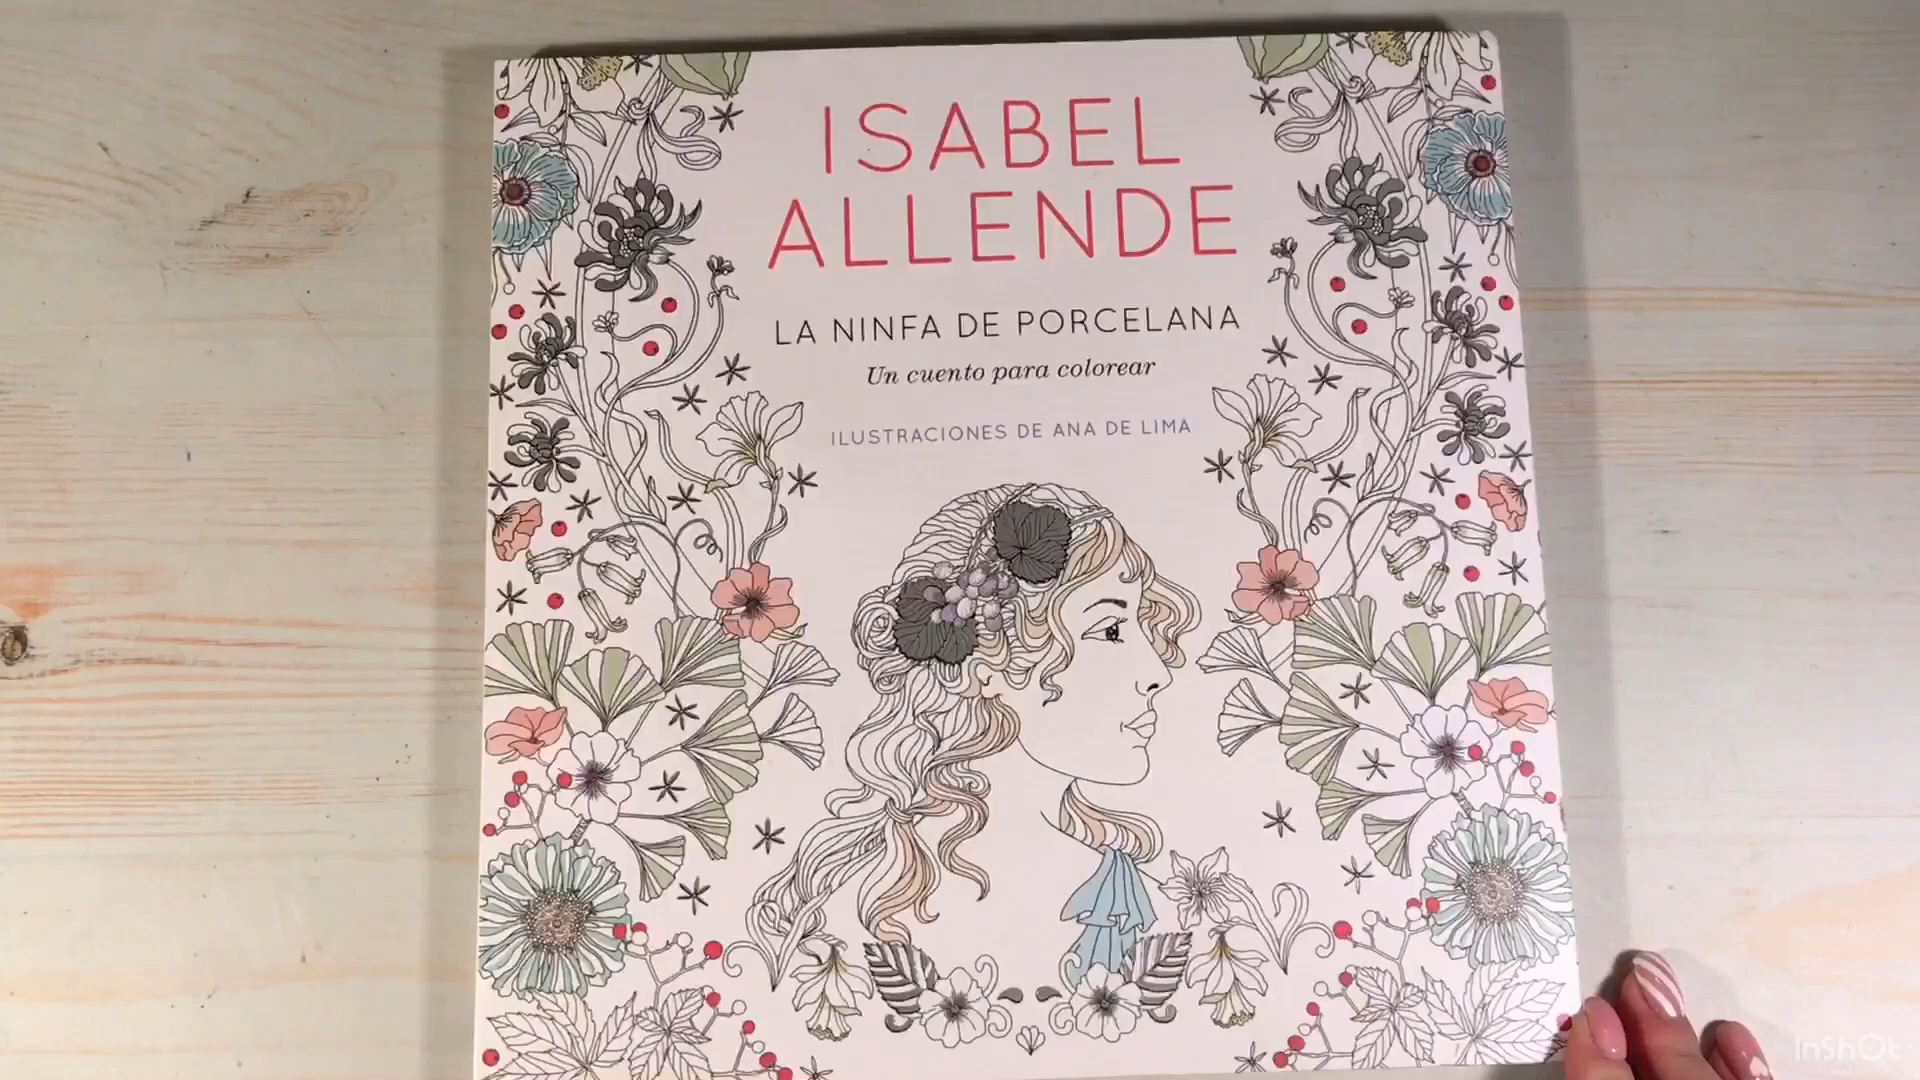 ISABEL
ALLENDE
LA NINFA DE PORCELANA
Un cuento para colorear
ILUSTRACIONES DE ANA DE LIMA
InShOt